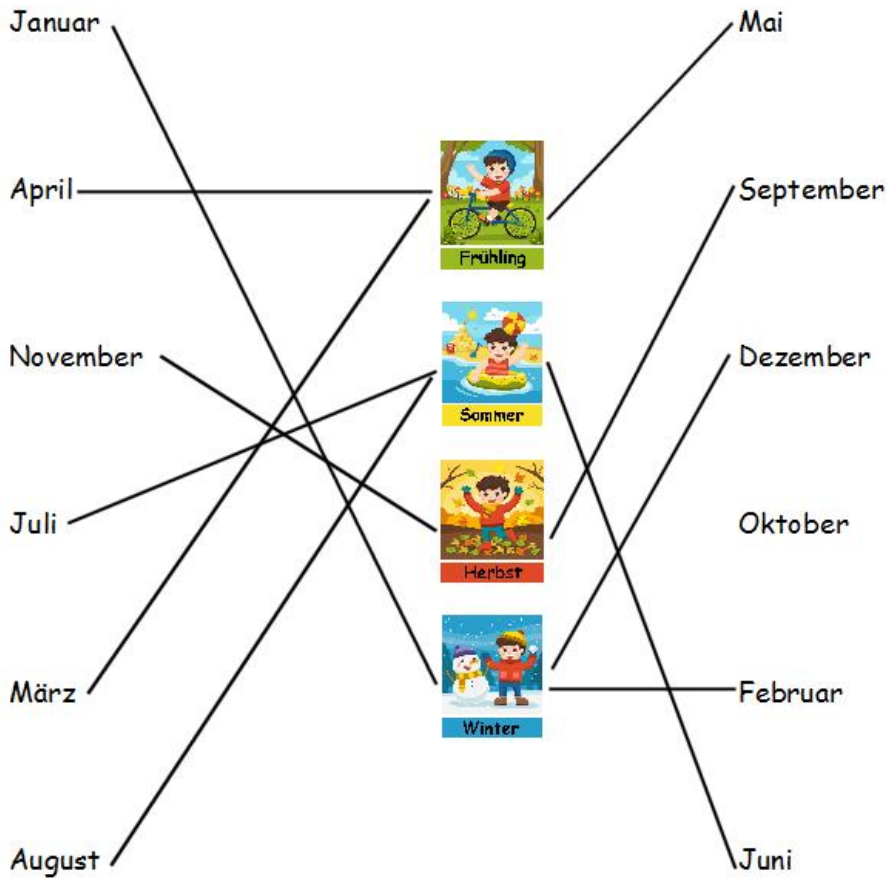 Januar
Mai
April
September
Frühling
November
Dezember
Sommer
Juli
Oktober
Herbst
März
Februar
Winter
August
Juni